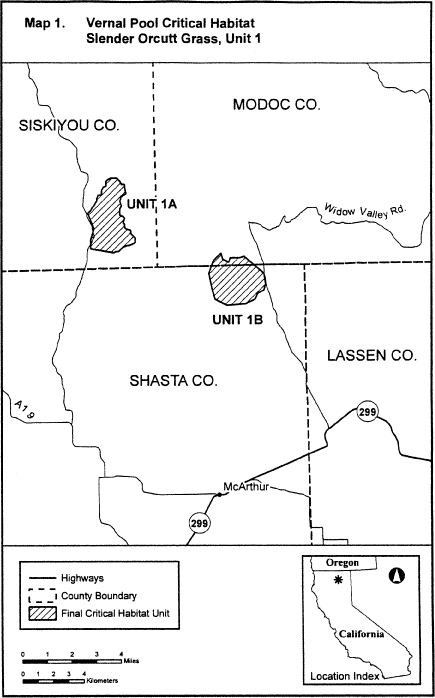 Map 1. Vernal Pool Critical Habitat
Slender Orcutt Grass, Unit 1
MODOC CO.
SISKIYOU CO.
UNIT 1A
Widow Valley Rd.
UNIT 1B
LASSEN CO.
SHASTA CO.
A19
299
McArthur
299
Highways
County Boundary
Final Critical Habitat Unit
0 1 2 3 4
Miles
0 1 2 3 4
Kilometers
Oregon
California
Location Index